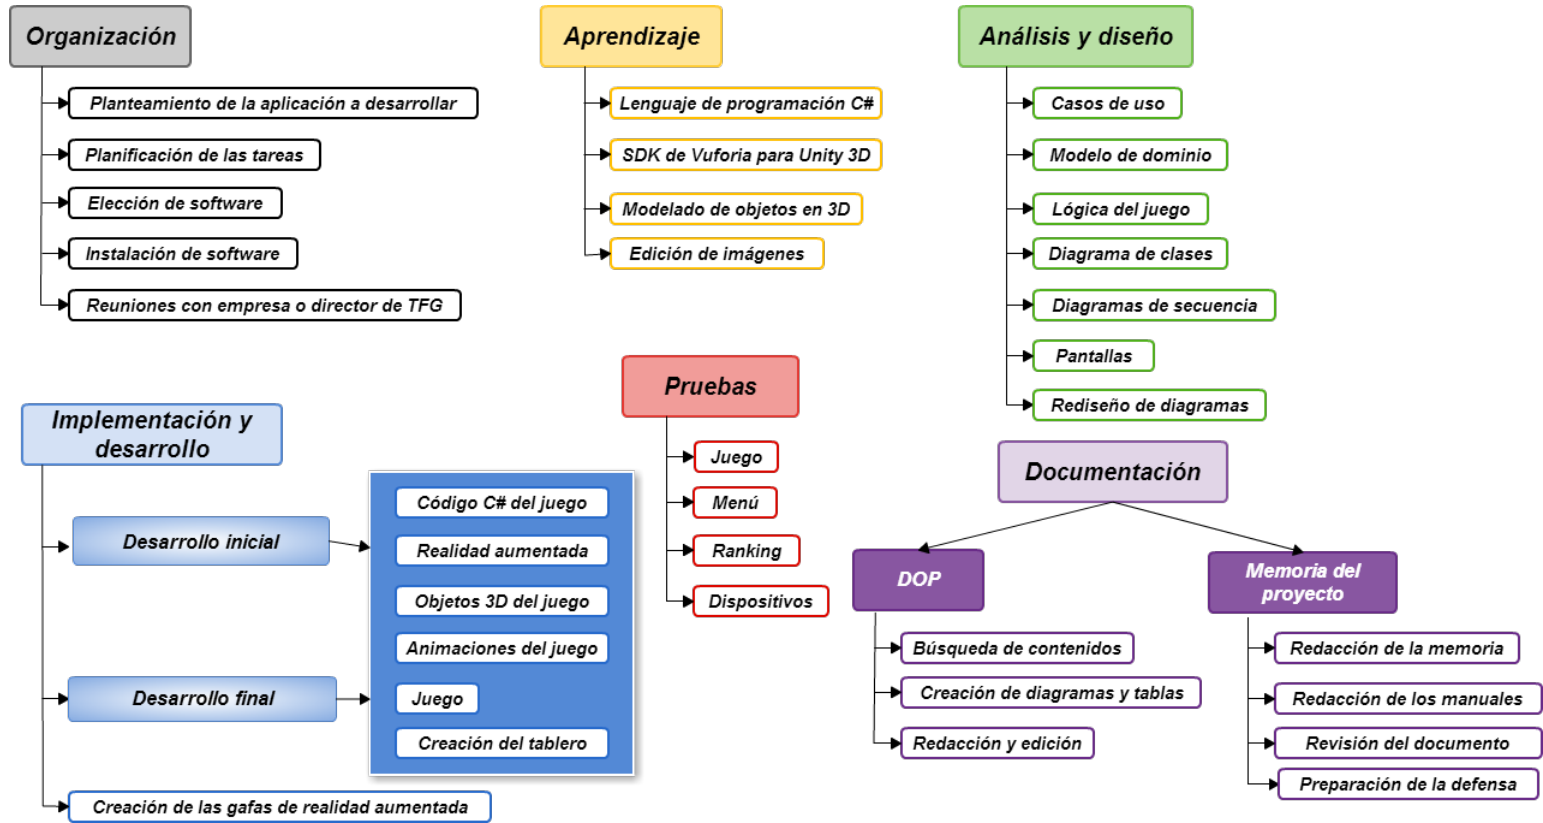 Organización
Planteamiento de la aplicación a desarrollar
Planificación de las tareas
Elección de software
Instalación de software
Reuniones con empresa o director de TFG
Aprendizaje
Lenguaje de programación C#
SDK de Vuforia para Unity 3D
Modelado de objetos en 3D
Edición de imágenes
Análisis y diseño
Casos de uso
Modelo de dominio
Lógica del juego
Diagrama de clases
Diagramas de secuencia
Pantallas
Rediseño de diagramas
Implementación y
desarrollo
Desarrollo inicial
Desarrollo final
Creación de las gafas de realidad aumentada
Código C# del juego
Realidad aumentada
Objetos 3D del juego
Animaciones del juego
Juego
Creación del tablero
Pruebas
Juego
Menú
Ranking
Dispositivos
Documentación
DOP
Búsqueda de contenidos
Creación de diagramas y tablas
Redacción y edición
Memoria del
proyecto
Redacción de la memoria
Redacción de los manuales
Revisión del documento
Preparación de la defensa